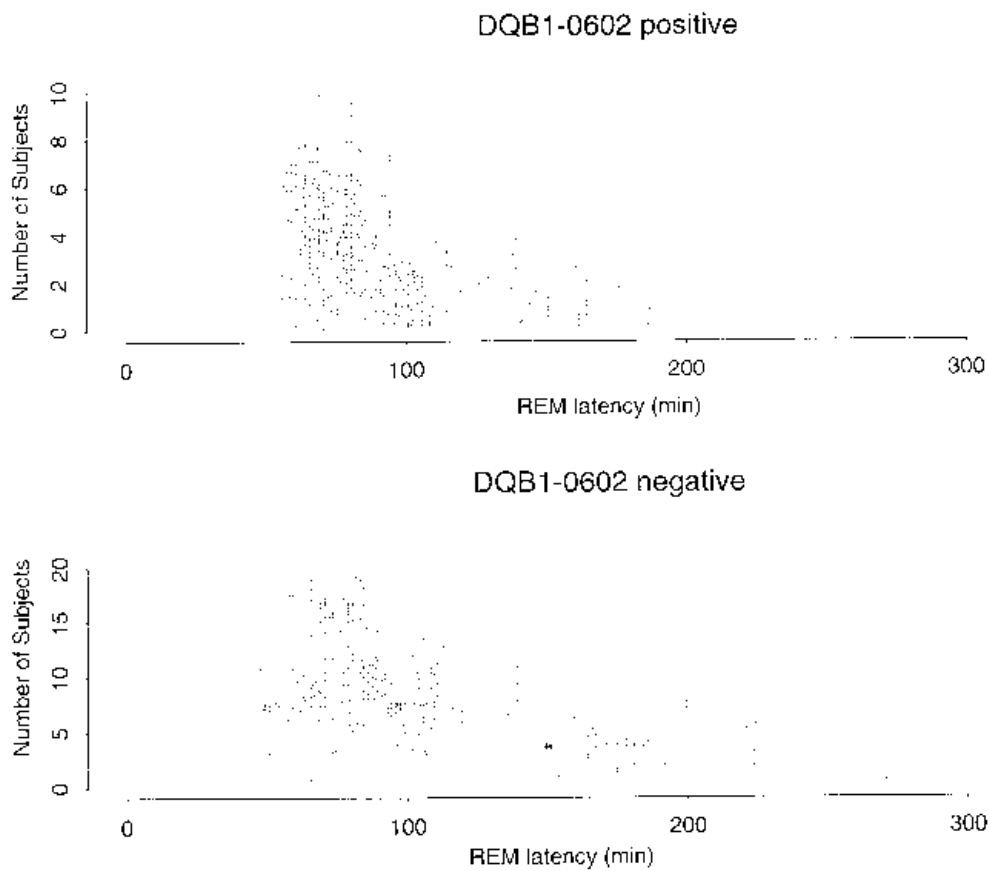 DQB1-0602 positive
Number of Subjects
10
8
6
4
2
0
0 100 200 300
REM latency (min)
DQB1-0602 negative
Number of Subjects
20
15
10
5
0
0 100 200 300
REM latency (min)